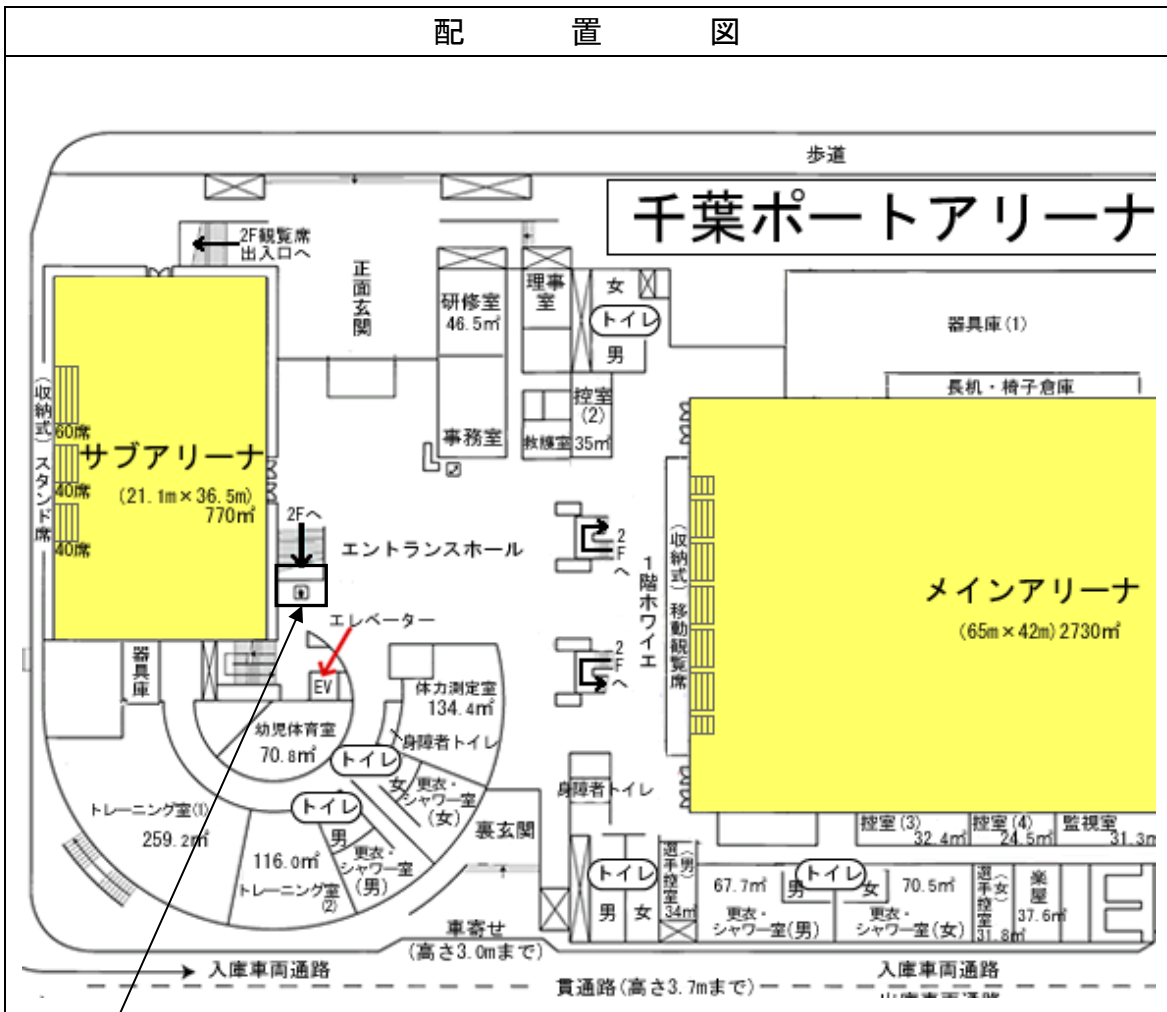 配置図
歩道
千葉ポートアリーナ
2F観覧席
出入口へ
正面玄関
研修室
46.5㎡
理事
室
女
トイレ
男
器具庫(1)
長机・椅子倉庫
控室
(2)
35㎡
救護室
事務室
(収納式)スタンド席
60席
40席
40席
サブアリーナ
(21.1m×36.5m)
770㎡
2Fへ
エントランスホール
2Fへ
1階ホワイエ
2Fへ
(収納式)移動観覧席
メインアリーナ
(65m×42m)2730㎡
エレベーター
EV
器具庫
体力測定室
134.4㎡
幼児体育室
70.8㎡
身障者トイレ
トイレ
女
更衣・
シャワー室
(女)
トイレ
男
更衣・
シャワー室
(男)
トレーニング室(1)
259.2㎡
116.0㎡
トレーニング室
(2)
裏玄関
身障者トイレ
控室(3)
32.4㎡
控室(4)
24.5㎡
監視室
31.3m
トイレ
男
女
選手控室
(男)
34㎡
67.7㎡
男
トイレ
女
70.5㎡
更衣・
シャワー室(男)
更衣・
シャワー室(女)
選手控室
(女)
31.8㎡
楽屋
37.6㎡
車寄せ
(高さ3.0mまで)
入庫車両通路
貫通路(高さ3.7mまで)
入庫車両通路